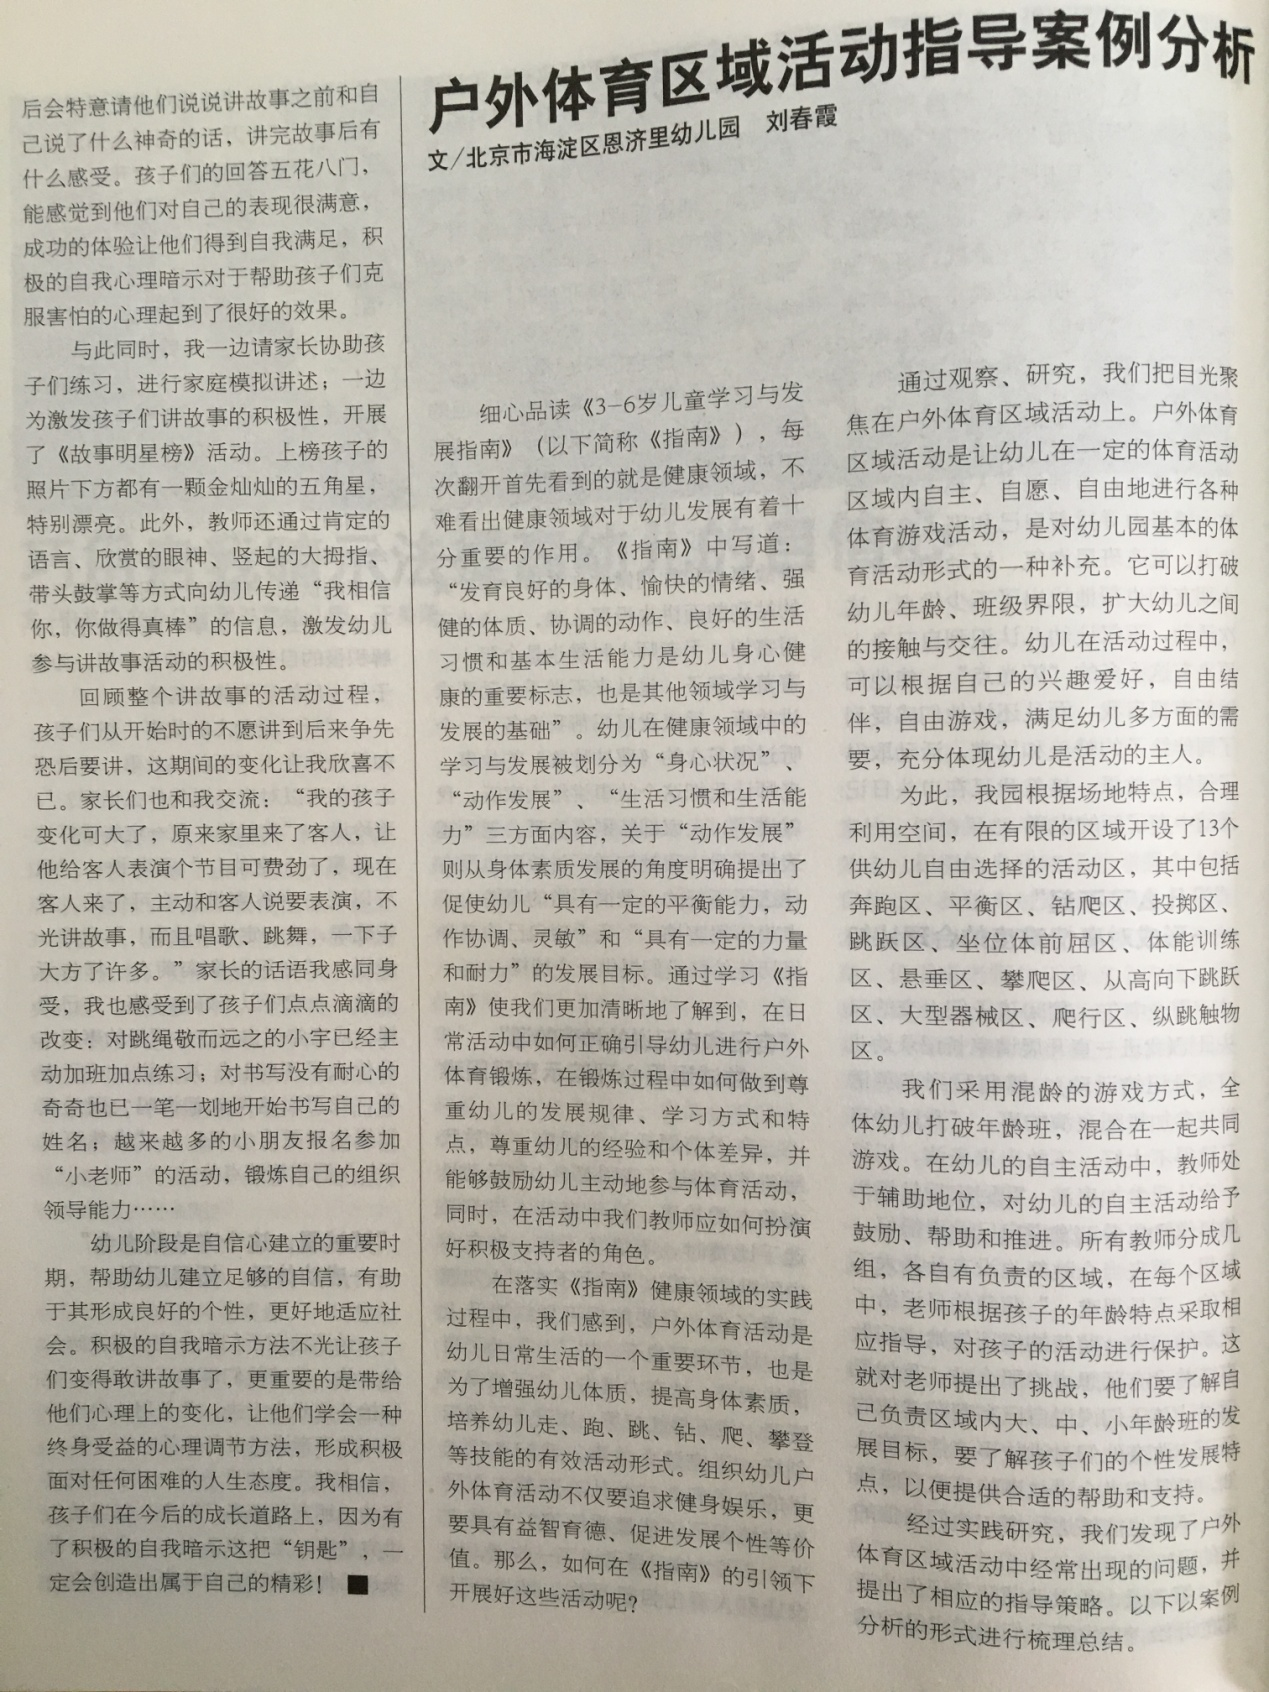 后会特意请他们说说讲故事之前和自
己说了什么神奇的话，讲完故事后有
什么感受。孩子们的回答五花八门，
能感觉到他们对自己的表现很满意，
成功的体验让他们得到自我满足，积
极的自我心理暗示对于帮助孩子们克
服害怕的心理起到了很好的效果。
与此同时，我一边请家长协助孩
子们练习，进行家庭模拟讲述；一边
为激发孩子们讲故事的积极性，开展
了《故事明星榜》活动。上榜孩子的
照片下方都有一颗金灿灿的五角星，
特别漂亮。此外，教师还通过肯定的
语言、欣赏的眼神、竖起的大拇指、
带头鼓掌等方式向幼儿传递“我相信
你，你做得真棒”的信息，激发幼儿
参与讲故事活动的积极性。
回顾整个讲故事的活动过程，
孩子们从开始时的不愿讲到后来争先
恐后要讲，这期间的变化让我欣喜不
已。家长们也和我交流：“我的孩子
变化可大了，原来家里来了客人，让
他给客人表演个节目可费劲了，现在
客人来了，主动和客人说要表演，不
光讲故事，而且唱歌、跳舞，一下子
大方了许多。”家长的话语我感同身
受，我也感受到了孩子们点点滴滴的
改变：对跳绳敬而远之的小宇已经主
动加班加点练习；对书写没有耐心的
奇奇也已一笔一划地开始书写自己的
姓名；越来越多的小朋友报名参加
“小老师”的活动，锻炼自己的组织
领导能力……
幼儿阶段是自信心建立的重要时
期，帮助幼儿建立足够的自信，有助
于其形成良好的个性，更好地适应社
会。积极的自我暗示方法不光让孩子
们变得敢讲故事了，更重要的是带给
他们心理上的变化，让他们学会一种
终身受益的心理调节方法，形成积极
面对任何困难的人生态度。我相信，
孩子们在今后的成长道路上，因为有
了积极的自我暗示这把“钥匙”，一
定会创造出属于自己的精彩！■
户外体育区域活动指导案例分析
文/北京市海淀区恩济里幼儿园 刘春霞
细心品读《3-6岁儿童学习与发
展指南》（以下简称《指南》），每
次翻开首先看到的就是健康领域，不
难看出健康领域对于幼儿发展有着十
分重要的作用。《指南》中写道：
“发育良好的身体、愉快的情绪、强
健的体质、协调的动作、良好的生活
习惯和基本生活能力是幼儿身心健
康的重要标志，也是其他领域学习与
发展的基础”。幼儿在健康领域中的
学习与发展被划分为“身心状况”、
“动作发展”、“生活习惯和生活能
力”三方面内容，关于“动作发展”
则从身体素质发展的角度明确提出了
促使幼儿“具有一定的平衡能力，动
作协调、灵敏”和“具有一定的力量
和耐力”的发展目标。通过学习《指
南》使我们更加清晰地了解到，在日
常活动中如何正确引导幼儿进行户外
体育锻炼，在锻炼过程中如何做到尊
重幼儿的发展规律、学习方式和特
点，尊重幼儿的经验和个体差异，并
能够鼓励幼儿主动地参与体育活动，
同时，在活动中我们教师应如何扮演
好积极支持者的角色。
在落实《指南》健康领域的实践
过程中，我们感到，户外体育活动是
幼儿日常生活的一个重要环节，也是
为了增强幼儿体质，提高身体素质，
培养幼儿走、跑、跳、钻、爬、攀登
等技能的有效活动形式。组织幼儿户
外体育活动不仅要追求健身娱乐，更
要具有益智育德、促进发展个性等价
值。那么，如何在《指南》的引领下
开展好这些活动呢？
通过观察、研究，我们把目光聚
焦在户外体育区域活动上。户外体育
区域活动是让幼儿在一定的体育活动
区域内自主、自愿、自由地进行各种
体育游戏活动，是对幼儿园基本的体
育活动形式的一种补充。它可以打破
幼儿年龄、班级界限，扩大幼儿之间
的接触与交往。幼儿在活动过程中，
可以根据自己的兴趣爱好，自由结
伴，自由游戏，满足幼儿多方面的需
要，充分体现幼儿是活动的主人。
为此，我园根据场地特点，合理
利用空间，在有限的区域开设了13个
供幼儿自由选择的活动区，其中包括
奔跑区、平衡区、钻爬区、投掷区、
跳跃区、坐位体前屈区、体能训练
区、悬垂区、攀爬区、从高向下跳跃
区、大型器械区、爬行区、纵跳触物
区。
我们采用混龄的游戏方式，全
体幼儿打破年龄班，混合在一起共同
游戏。在幼儿的自主活动中，教师处
于辅助地位，对幼儿的自主活动给予
鼓励、帮助和推进。所有教师分成几
组，各自有负责的区域，在每个区域
中，老师根据孩子的年龄特点采取相
应指导，对孩子的活动进行保护。这
就对老师提出了挑战，他们要了解自
己负责区域内大、中、小年龄班的发
展目标，要了解孩子们的个性发展特
点，以便提供合适的帮助和支持。
经过实践研究，我们发现了户外
体育区域活动中经常出现的问题，并
提出了相应的指导策略。以下以案例
分析的形式进行梳理总结。